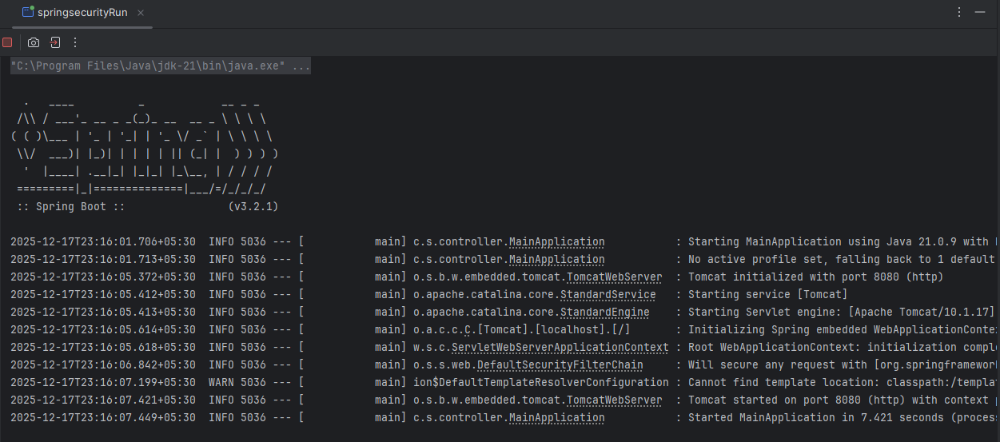 springsecurityRun
"C:\Program Files\Java\jdk-21\bin\java.exe" ...
  .   ____          _            __ _ _
 /\\ / ___'_ __ _ _(_)_ __  __ _ \ \ \ \
( ( )\___ | '_ | '_| | '_ \/ _` | \ \ \ \
 \\/  ___)| |_)| | | | | || (_| |  ) ) ) )
  '  |____| .__|_| |_|_| |_\__, | / / / /
 =========|_|==============|___/=/_/_/_/
 :: Spring Boot ::                (v3.2.1)
2025-12-17T23:16:01.706+05:30  INFO 5036 --- [           main] c.s.controller.MainApplication           : Starting MainApplication using Java 21.0.9 with
2025-12-17T23:16:01.713+05:30  INFO 5036 --- [           main] c.s.controller.MainApplication           : No active profile set, falling back to 1 default
2025-12-17T23:16:05.372+05:30  INFO 5036 --- [           main] o.s.b.w.embedded.tomcat.TomcatWebServer  : Tomcat initialized with port 8080 (http)
2025-12-17T23:16:05.412+05:30  INFO 5036 --- [           main] o.apache.catalina.core.StandardService   : Starting service [Tomcat]
2025-12-17T23:16:05.413+05:30  INFO 5036 --- [           main] o.apache.catalina.core.StandardEngine    : Starting Servlet engine: [Apache Tomcat/10.1.17]
2025-12-17T23:16:05.614+05:30  INFO 5036 --- [           main] o.a.c.c.C.[Tomcat].[localhost].[/]       : Initializing Spring embedded WebApplicationConte
2025-12-17T23:16:05.618+05:30  INFO 5036 --- [           main] w.s.c.ServletWebServerApplicationContext : Root WebApplicationContext: initialization compl
2025-12-17T23:16:06.842+05:30  INFO 5036 --- [           main] o.s.s.web.DefaultSecurityFilterChain     : Will secure any request with [org.springframewor
2025-12-17T23:16:07.199+05:30  WARN 5036 --- [           main] ion$DefaultTemplateResolverConfiguration : Cannot find template location: classpath:/templat
2025-12-17T23:16:07.421+05:30  INFO 5036 --- [           main] o.s.b.w.embedded.tomcat.TomcatWebServer  : Tomcat started on port 8080 (http) with context
2025-12-17T23:16:07.449+05:30  INFO 5036 --- [           main] c.s.controller.MainApplication           : Started MainApplication in 7.421 seconds (process